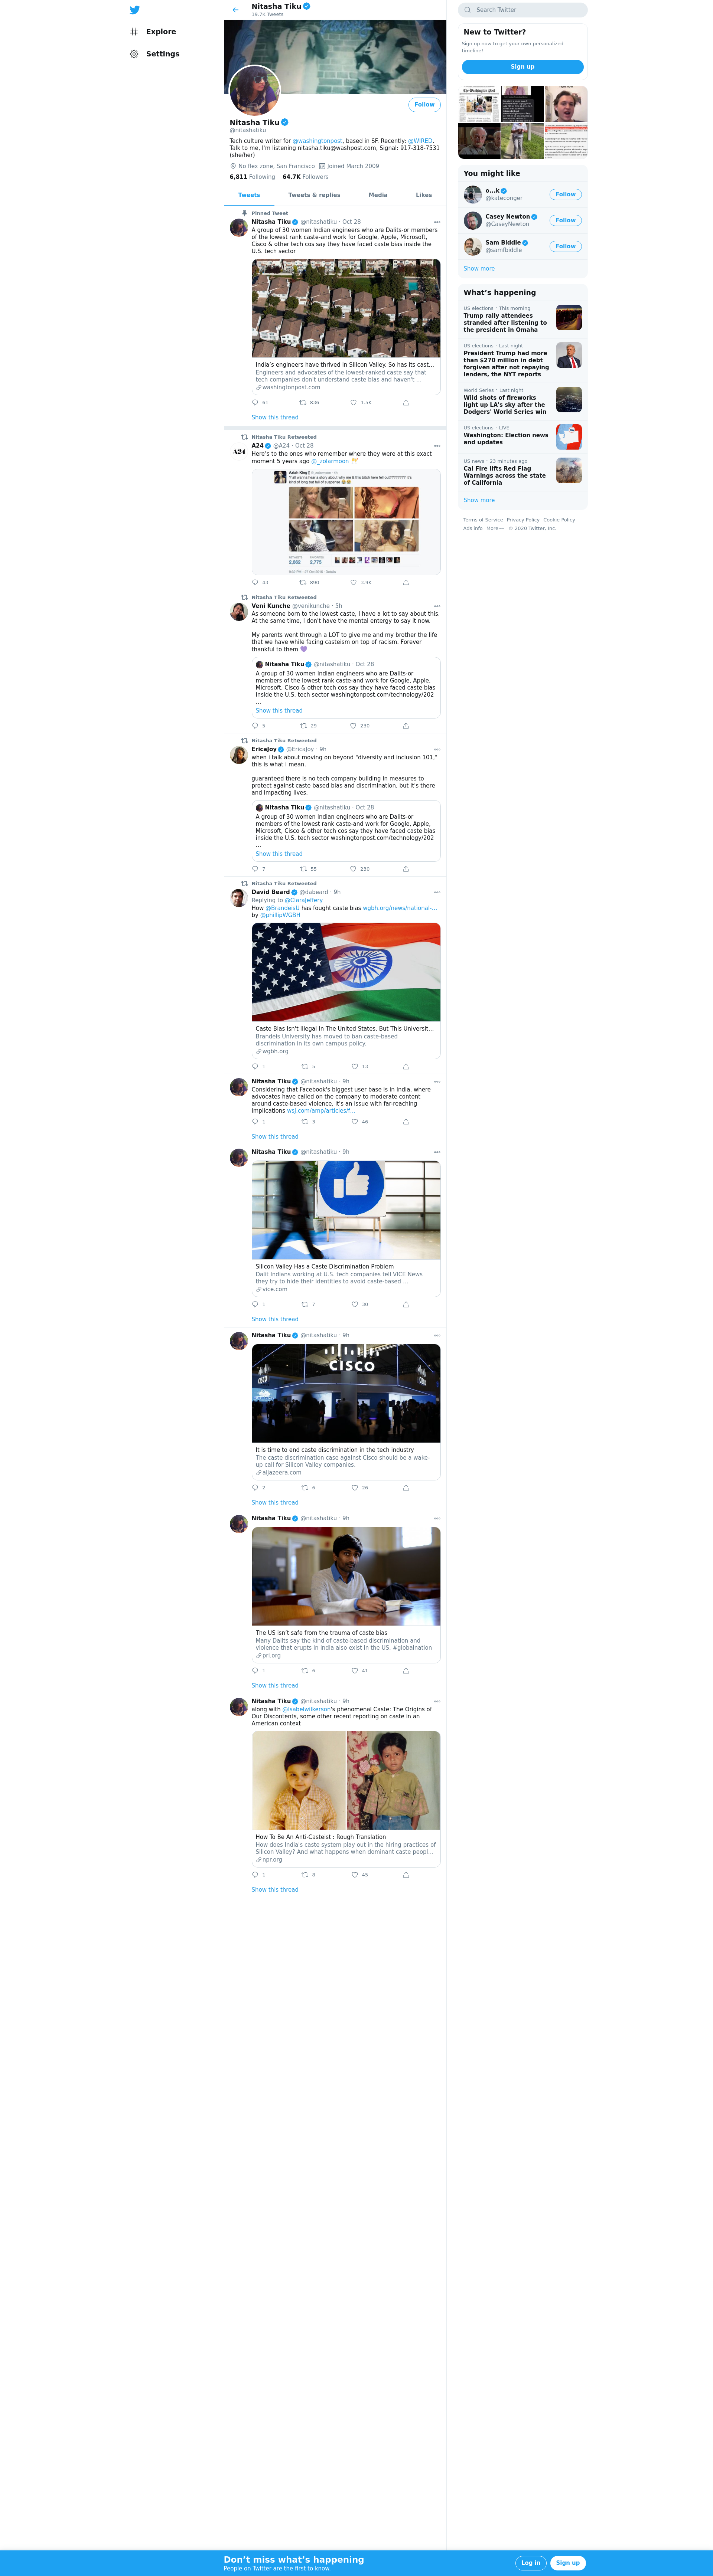 Explore
Settings
Nitasha Tiku
19.7K Tweets
Follow
Nitasha Tiku
@nitashatiku
Tech culture writer for @washingtonpost, based in SF. Recently: @WIRED.
Talk to me, I'm listening nitasha.tiku@washpost.com, Signal: 917-318-7531
(she/her)
No flex zone, San Francisco Joined March 2009
6,811 Following 64.7K Followers
Tweets Tweets & replies Media Likes
Pinned Tweet
Nitasha Tiku @nitashatiku · Oct 28
A group of 30 women Indian engineers who are Dalits-or members
of the lowest rank caste-and work for Google, Apple, Microsoft,
Cisco & other tech cos say they have faced caste bias inside the
U.S. tech sector
India's engineers have thrived in Silicon Valley. So has its cast…
Engineers and advocates of the lowest-ranked caste say that
tech companies don't understand caste bias and haven't …
washingtonpost.com
61 636 1.5K
Show this thread
Nitasha Tiku Retweeted
A24
A24 @A24 · Oct 28
Here's to the ones who remember where they were at this exact
moment 5 years ago @_zolarmoon
43 890 3.9K
Nitasha Tiku Retweeted
Veni Kunche @venikunche · 5h
As someone born to the lowest caste, I have a lot to say about this.
At the same time, I don't have the mental entergy to say it now.
My parents went through a LOT to give me and my brother the life
that we have while facing casteism on top of racism. Forever
thankful to them 💜
Nitasha Tiku @nitashatiku · Oct 28
A group of 30 women Indian engineers who are Dalits-or
members of the lowest rank caste-and work for Google, Apple,
Microsoft, Cisco & other tech cos say they have faced caste bias
inside the U.S. tech sector washingtonpost.com/technology/202
…
Show this thread
5 29 230
Nitasha Tiku Retweeted
EricaJoy @EricaJoy · 9h
when i talk about moving on beyond "diversity and inclusion 101,"
this is what i mean.
guaranteed there is no tech company building in measures to
protect against caste based bias and discrimination, but it's there
and impacting lives.
Nitasha Tiku @nitashatiku · Oct 28
A group of 30 women Indian engineers who are Dalits-or
members of the lowest rank caste-and work for Google, Apple,
Microsoft, Cisco & other tech cos say they have faced caste bias
inside the U.S. tech sector washingtonpost.com/technology/202
…
Show this thread
7 55 230
Nitasha Tiku Retweeted
David Beard @dabeard · 9h
Replying to @ClaraJeffery
How @BrandeisU has fought caste bias wgbh.org/news/national-…
by @phillipWGBH
Caste Bias Isn't Illegal In The United States. But This Universit…
Brandeis University has moved to ban caste-based
discrimination in its own campus policy.
wgbh.org
1 5 13
Nitasha Tiku @nitashatiku · 9h
Considering that Facebook's biggest user base is in India, where
advocates have called on the company to moderate content
around caste-based violence, it's an issue with far-reaching
implications wsj.com/amp/articles/f…
1 3 46
Show this thread
Nitasha Tiku @nitashatiku · 9h
Silicon Valley Has a Caste Discrimination Problem
Dalit Indians working at U.S. tech companies tell VICE News
they try to hide their identities to avoid caste-based …
vice.com
1 7 30
Show this thread
Nitasha Tiku @nitashatiku · 9h
CISCO
It is time to end caste discrimination in the tech industry
The caste discrimination case against Cisco should be a wake-
up call for Silicon Valley companies.
aljazeera.com
2 6 26
Show this thread
Nitasha Tiku @nitashatiku · 9h
The US isn't safe from the trauma of caste bias
Many Dalits say the kind of caste-based discrimination and
violence that erupts in India also exist in the US. #globalnation
pri.org
1 6 41
Show this thread
Nitasha Tiku @nitashatiku · 9h
along with @Isabelwilkerson's phenomenal Caste: The Origins of
Our Discontents, some other recent reporting on caste in an
American context
How To Be An Anti-Casteist : Rough Translation
How does India's caste system play out in the hiring practices of
Silicon Valley? And what happens when dominant caste peopl…
npr.org
1 8 45
Show this thread
Search Twitter
New to Twitter?
Sign up now to get your own personalized
timeline!
Sign up
The Washington Post
You might like
o...k
@kateconger
Follow
Casey Newton
@CaseyNewton
Follow
Sam Biddle
@samfbiddle
Follow
Show more
What's happening
US elections · This morning
Trump rally attendees
stranded after listening to
the president in Omaha
US elections · Last night
President Trump had more
than $270 million in debt
forgiven after not repaying
lenders, the NYT reports
World Series · Last night
Wild shots of fireworks
light up LA's sky after the
Dodgers' World Series win
US elections · LIVE
Washington: Election news
and updates
US news · 23 minutes ago
Cal Fire lifts Red Flag
Warnings across the state
of California
Show more
Terms of Service Privacy Policy Cookie Policy
Ads info More © 2020 Twitter, Inc.
Don't miss what's happening
People on Twitter are the first to know.
Log in Sign up